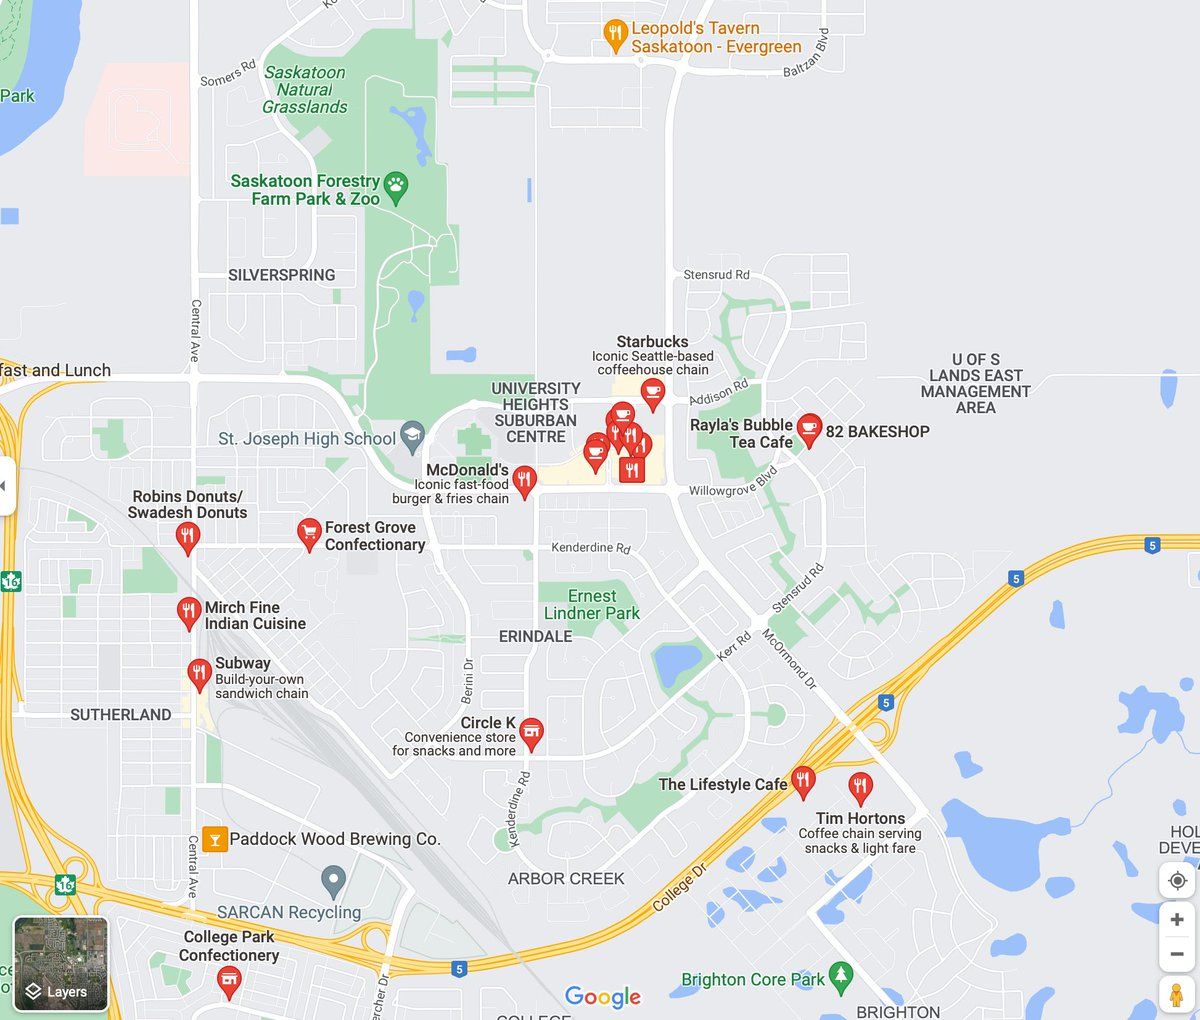 Leopold's Tavern
Saskatoon - Evergreen
Baltzan Blvd
Somers Rd
Saskatoon
Natural
Grasslands
Park
Saskatoon Forestry
Farm Park & Zoo
SILVERSPRING
Stensrud Rd
Central Ave
Starbucks
Iconic Seattle-based
coffeehouse chain
fast and Lunch
U OF S
LANDS EAST
MANAGEMENT
AREA
UNIVERSITY
HEIGHTS
SUBURBAN
CENTRE
Addison Rd
St. Joseph High School
Rayla's Bubble
Tea Cafe
82 BAKESHOP
McDonald's
Iconic fast-food
burger & fries chain
Willowgrove Blvd
Robins Donuts/
Swadesh Donuts
Forest Grove
Confectionary
Kenderdine Rd
5
5
16
Ernest
Lindner Park
Stensrud Rd
Mirch Fine
Indian Cuisine
ERINDALE
Kerr Rd
McOrmond Dr
Subway
Build-your-own
sandwich chain
Berini Dr
5
SUTHERLAND
Circle K
Convenience store
for snacks and more
The Lifestyle Cafe
Kenderdine Rd
Tim Hortons
Coffee chain serving
snacks & light fare
Paddock Wood Brewing Co.
HOL
DEVE
Central Ave
ARBOR CREEK
College Dr
16
SARCAN Recycling
College Park
Confectionery
5
Brighton Core Park
Layers
Google
ercher Dr
BRIGHTON
COLLEGE